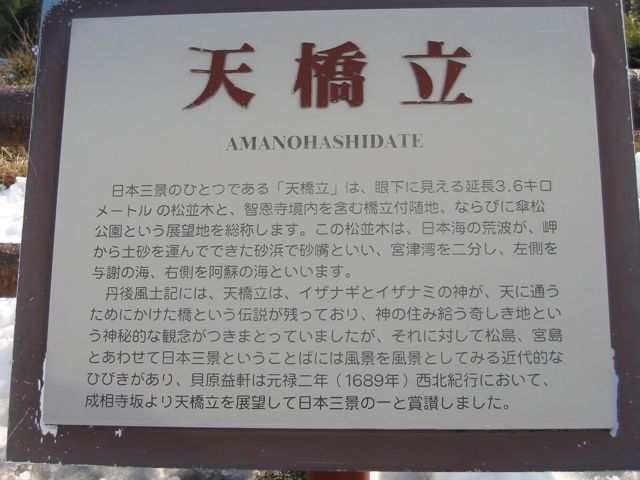 天橋立
AMANOHASHIDATE
日本三景のひとつである「天橋立」は、眼下に見える延長3.6キロ
メートルの松並木と、智恩寺境内を含む橋立付随地、ならびに傘松
公園という展望地を総称します。この松並木は、日本海の荒波が、岬
から土砂を運んでできた砂浜で砂嘴といい、宮津湾を二分し、左側を
与謝の海、右側を阿蘇の海といいます。
丹後風土記には、天橋立は、イザナギとイザナミの神が、天に通う
ためにかけた橋という伝説が残っており、神の住み給う奇しき地とい
う神秘的な観念がつきまとっていましたが、それに対して松島、宮島
とあわせて日本三景ということばには風景を風景としてみる近代的な
ひびきがあり、貝原益軒は元禄二年（1689年）西北紀行において、
成相寺坂より天橋立を展望して日本三景の一と賞讃しました。